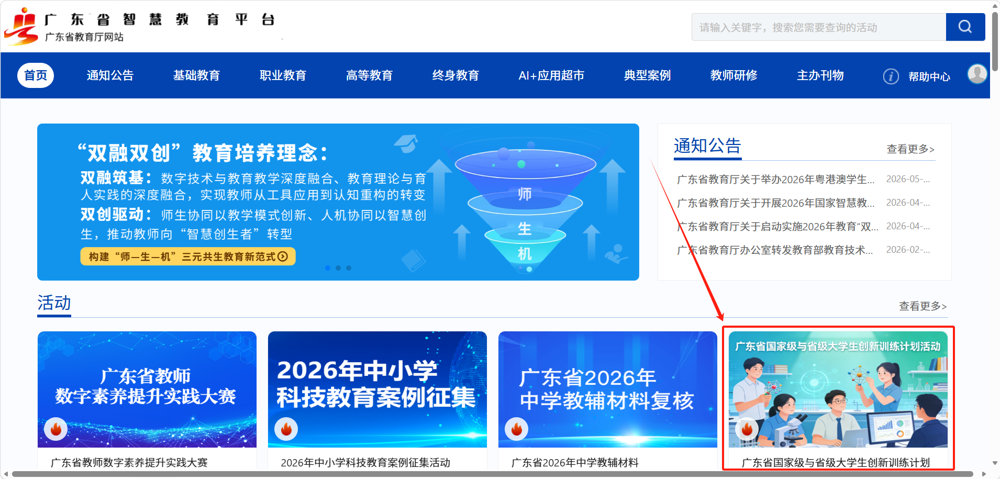 广东省智慧教育平台
广东省教育厅网站
请输入关键字，搜索您需要查询的活动
首页
通知公告
基础教育
职业教育
高等教育
终身教育
AI+应用超市
典型案例
教师研修
主办刊物
帮助中心
“双融双创”教育培养理念：
双融筑基：数字技术与教育教学深度融合、教育理论与育
人实践的深度融合，实现教师从工具应用到认知重构的转变
双创驱动：师生协同以教学模式创新、人机协同以智慧创
生，推动教师向“智慧创生者”转型
构建“师—生—机”三元共生教育新范式
师
生
机
通知公告
查看更多>
广东省教育厅关于举办2026年粤港澳学生... 2026-05-...
广东省教育厅关于开展2026年国家智慧教... 2026-04-...
广东省教育厅关于启动实施2026年教育“双... 2026-04-...
广东省教育厅办公室转发教育部教育技术... 2026-02-...
活动
查看更多>
广东省教师
数字素养提升实践大赛
广东省教师数字素养提升实践大赛
2026年中小学
科技教育案例征集
2026年中小学科技教育案例征集活动
广东省2026年
中学教辅材料复核
广东省2026年中学教辅材料
广东省国家级与省级大学生创新训练计划活动
广东省国家级与省级大学生创新训练计划